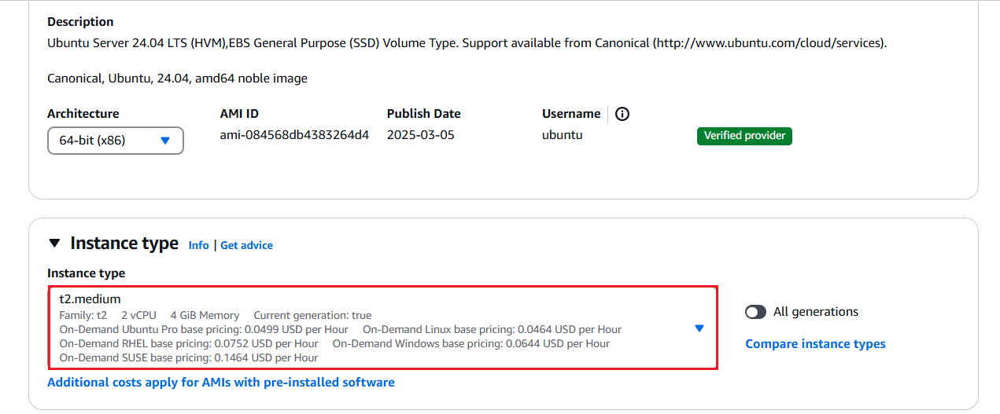 Description
Ubuntu Server 24.04 LTS (HVM),EBS General Purpose (SSD) Volume Type. Support available from Canonical (http://www.ubuntu.com/cloud/services).
Canonical, Ubuntu, 24.04, amd64 noble image
Architecture AMI ID Publish Date Username
64-bit (x86) ami-084568db4383264d4 2025-03-05 ubuntu Verified provider
Instance type Info | Get advice
Instance type
t2.medium
Family: t2 2 vCPU 4 GiB Memory Current generation: true
All generations
On-Demand Ubuntu Pro base pricing: 0.0499 USD per Hour On-Demand Linux base pricing: 0.0464 USD per Hour
On-Demand RHEL base pricing: 0.0752 USD per Hour On-Demand Windows base pricing: 0.0644 USD per Hour
Compare instance types
On-Demand SUSE base pricing: 0.1464 USD per Hour
Additional costs apply for AMIs with pre-installed software